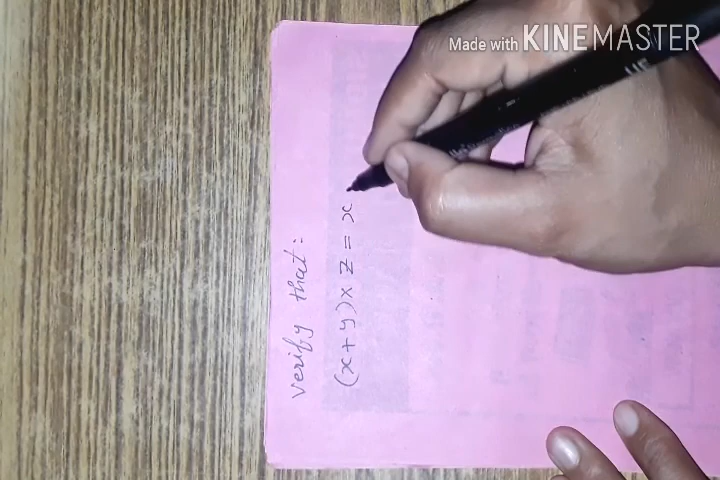 Made with KINEMASTER
Verify that:
(x + y) x z = x